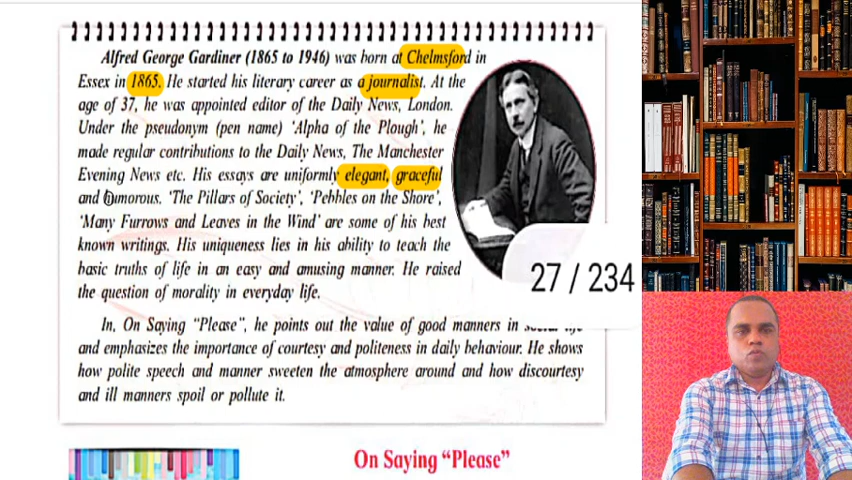 Alfred George Gardiner (1865 to 1946) was born at Chelmsford in
Essex in 1865. He started his literary career as a journalist. At the
age of 37, he was appointed editor of the Daily News, London.
Under the pseudonym (pen name) 'Alpha of the Plough', he
made regular contributions to the Daily News, The Manchester
Evening News etc. His essays are uniformly elegant, graceful
and humorous. 'The Pillars of Society', 'Pebbles on the Shore',
'Many Furrows and Leaves in the Wind' are some of his best
known writings. His uniqueness lies in his ability to teach the
basic truths of life in an easy and amusing manner. He raised
the question of morality in everyday life.
27 / 234
In, On Saying "Please", he points out the value of good manners in social life
and emphasizes the importance of courtesy and politeness in daily behaviour. He shows
how polite speech and manner sweeten the atmosphere around and how discourtesy
and ill manners spoil or pollute it.
On Saying "Please"